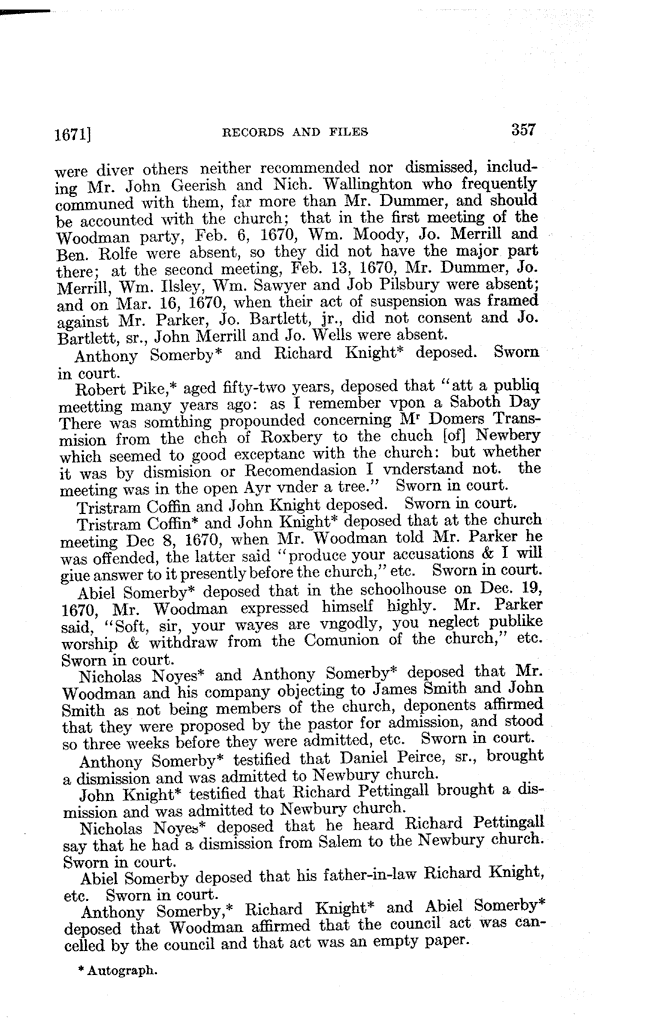 1671] RECORDS AND FILES 357
were diver others neither recommended nor dismissed, includ-
ing Mr. John Geerish and Nich. Wallinghton who frequently
communed with them, far more than Mr. Dummer, and should
be accounted with the church; that in the first meeting of the
Woodman party, Feb. 6, 1670, Wm. Moody, Jo. Merrill and
Ben. Rolfe were absent, so they did not have the major part
there; at the second meeting, Feb. 13, 1670, Mr. Dummer, Jo.
Merrill, Wm. Ilsley, Wm. Sawyer and Job Pilsbury were absent;
and on Mar. 16, 1670, when their act of suspension was framed
against Mr. Parker, Jo. Bartlett, jr., did not consent and Jo.
Bartlett, sr., John Merrill and Jo. Wells were absent.
Anthony Somerby* and Richard Knight* deposed. Sworn
in court.
Robert Pike,* aged fifty-two years, deposed that "att a publiq
meetting many years ago: as I remember vpon a Saboth Day
There was somthing propounded concerning Mr Domers Trans-
mision from the chch of Roxbery to the chuch [of] Newbery
which seemed to good exceptanc with the church: but whether
it was by dismision or Recomendasion I vnderstand not. the
meeting was in the open Ayr vnder a tree." Sworn in court.
Tristram Coffin and John Knight deposed. Sworn in court.
Tristram Coffin* and John Knight* deposed that at the church
meeting Dec 8, 1670, when Mr. Woodman told Mr. Parker he
was offended, the latter said "produce your accusations & I will
giue answer to it presently before the church," etc. Sworn in court.
Abiel Somerby* deposed that in the schoolhouse on Dec. 19,
1670, Mr. Woodman expressed himself highly. Mr. Parker
said, "Soft, sir, your wayes are vngodly, you neglect publike
worship & withdraw from the Comunion of the church," etc.
Sworn in court.
Nicholas Noyes* and Anthony Somerby* deposed that Mr.
Woodman and his company objecting to James Smith and John
Smith as not being members of the church, deponents affirmed
that they were proposed by the pastor for admission, and stood
so three weeks before they were admitted, etc. Sworn in court.
Anthony Somerby* testified that Daniel Peirce, sr., brought
a dismission and was admitted to Newbury church.
John Knight* testified that Richard Pettingall brought a dis-
mission and was admitted to Newbury church.
Nicholas Noyes* deposed that he heard Richard Pettingall
say that he had a dismission from Salem to the Newbury church.
Sworn in court.
Abiel Somerby deposed that his father-in-law Richard Knight,
etc. Sworn in court.
Anthony Somerby,* Richard Knight* and Abiel Somerby*
deposed that Woodman affirmed that the council act was can-
celled by the council and that act was an empty paper.
* Autograph.